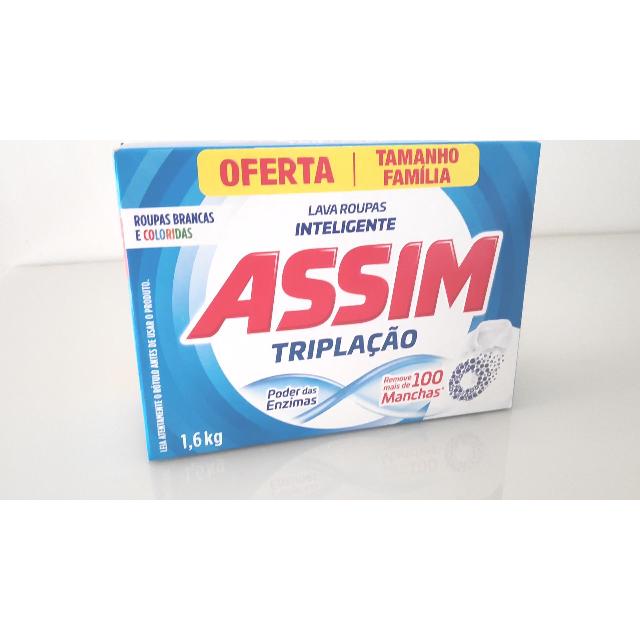 OFERTA | TAMANHO
FAMÍLIA
ROUPAS BRANCAS
E COLORIDAS
LAVA ROUPAS
INTELIGENTE
ASSIM
TRIPLAÇÃO
Poder das
Enzimas
Remove
mais de 100
Manchas*
LEIA ATENTAMENTE O RÓTULO ANTES DE USAR O PRODUTO.
1,6 kg